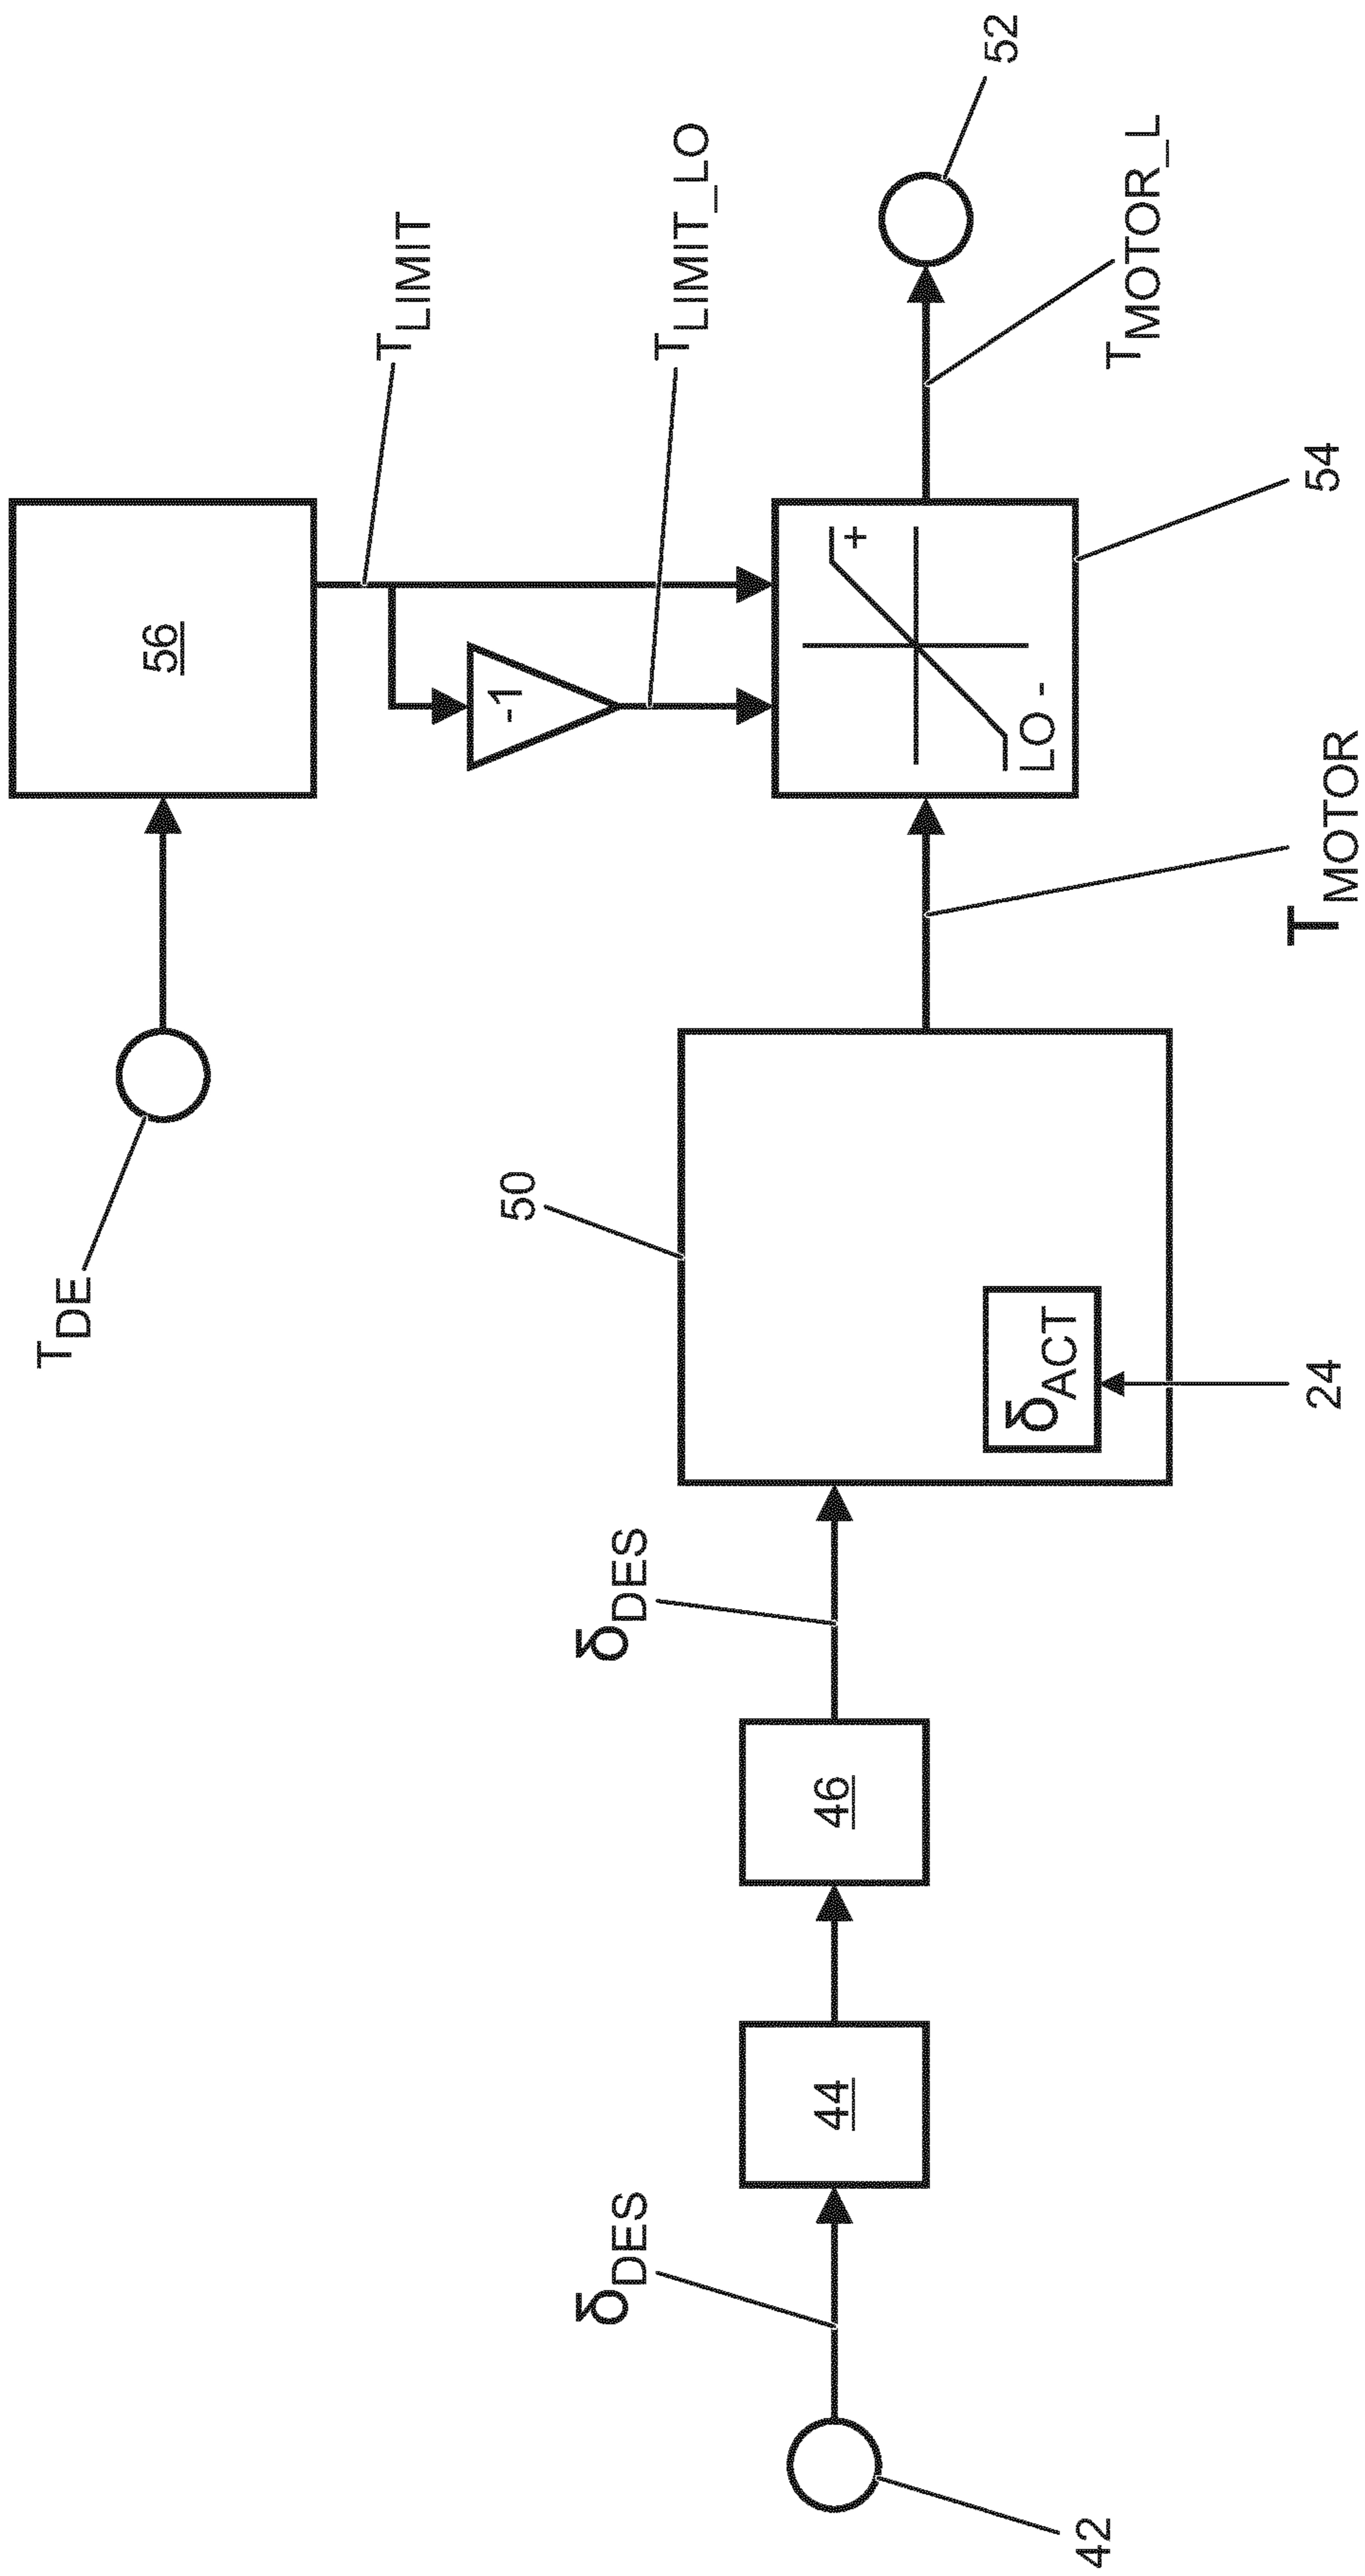 T_DE
56
T_LIMIT
-1
T_LIMIT_LO
50
42
δ_DES
44
46
δ_DES
δ_ACT
24
T_MOTOR
+
LO -
54
T_MOTOR_L
52